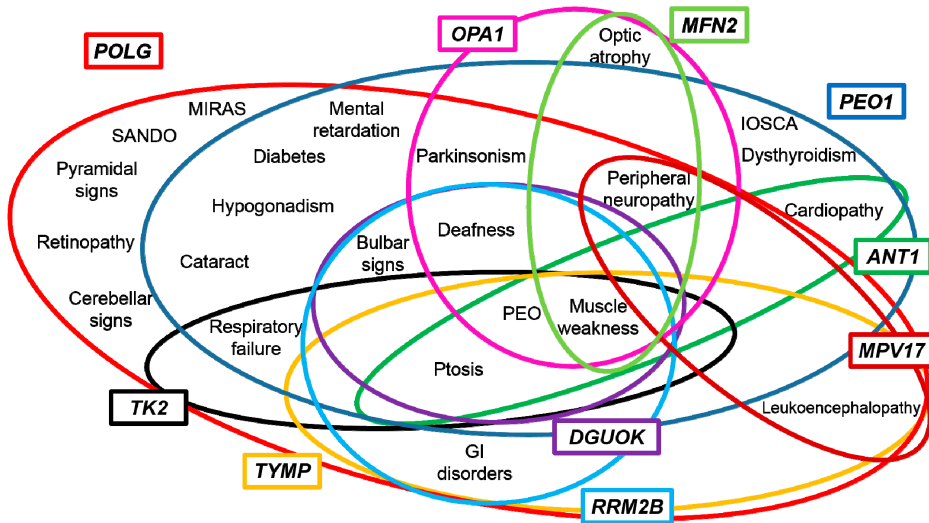 OPA1
MFN2
POLG
Optic
atrophy
PEO1
MIRAS
Mental
retardation
IOSCA
SANDO
Diabetes
Parkinsonism
Dysthyroidism
Pyramidal
signs
Peripheral
neuropathy
Hypogonadism
Cardiopathy
Retinopathy
Bulbar
signs
Deafness
Cataract
ANT1
Cerebellar
signs
Respiratory
failure
PEO
Muscle
weakness
MPV17
Ptosis
TK2
Leukoencephalopathy
DGUOK
TYMP
GI
disorders
RRM2B